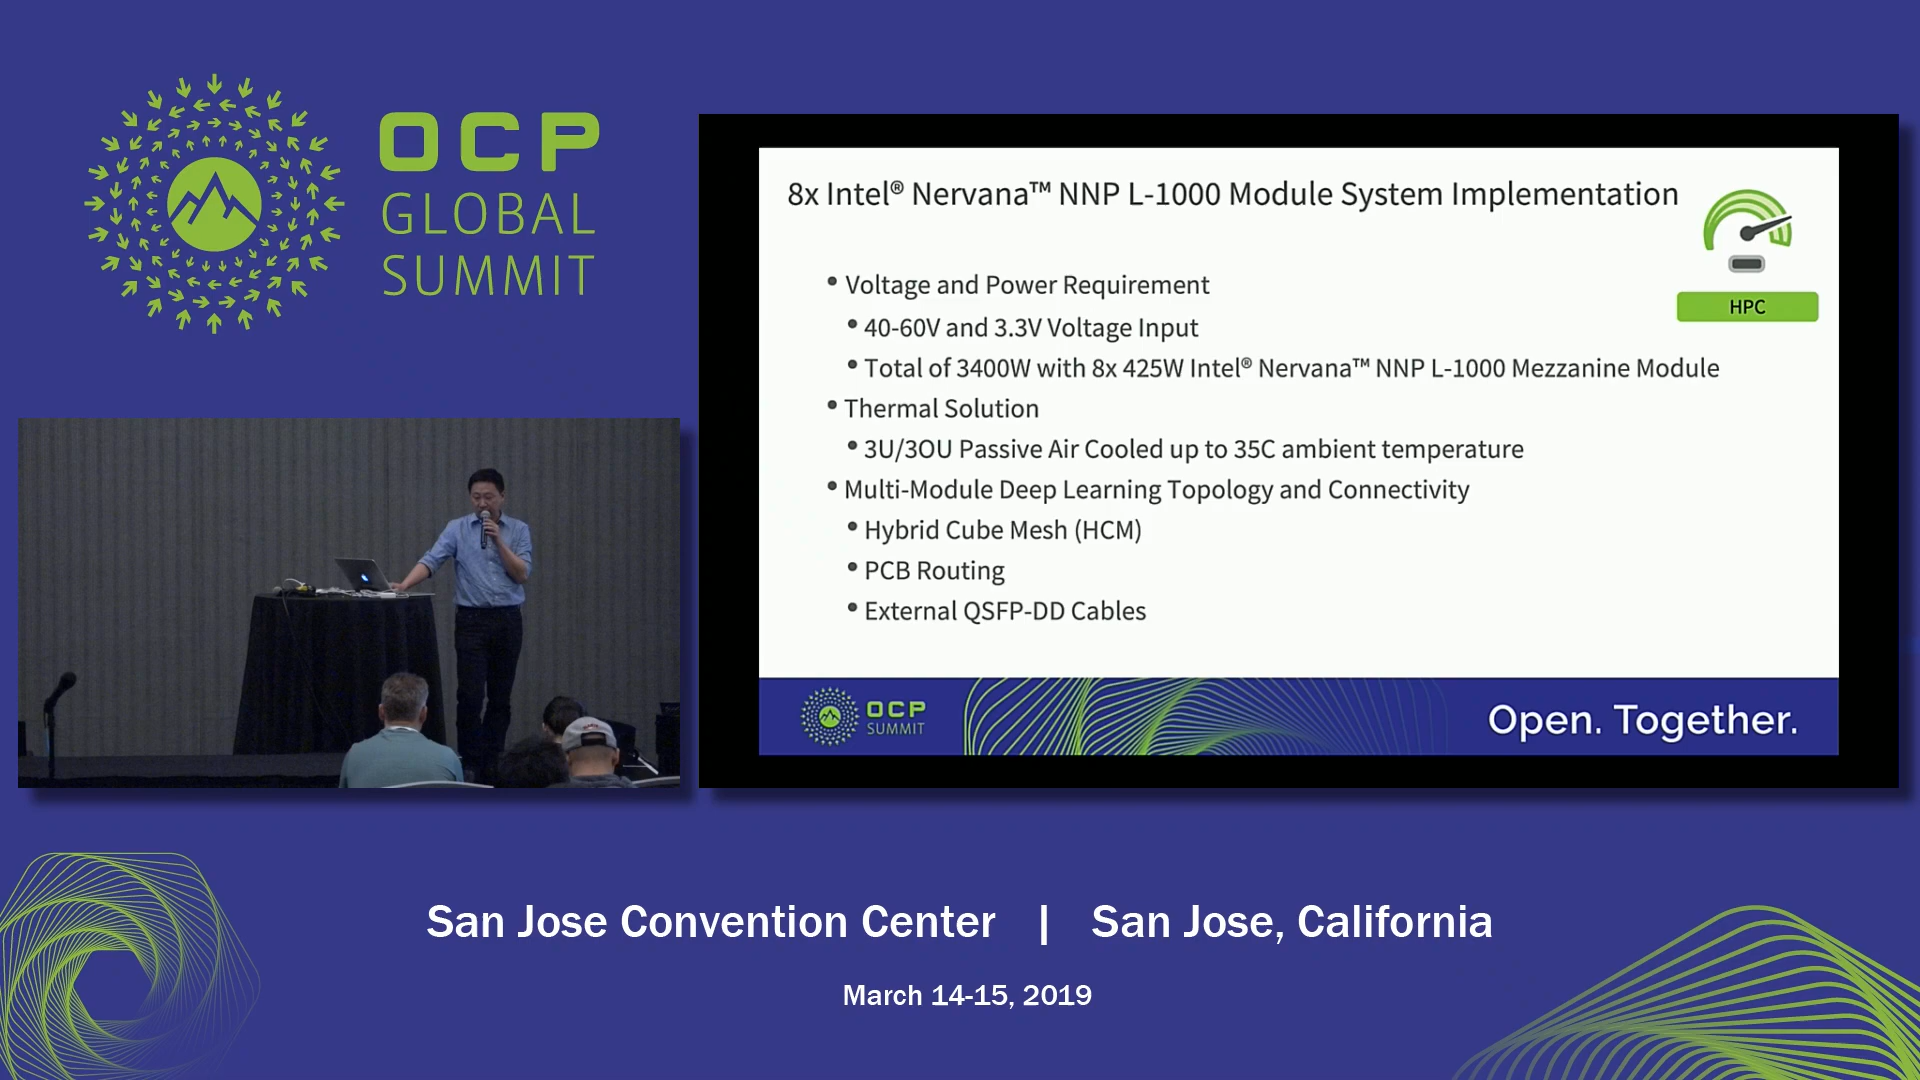 OCP
GLOBAL
SUMMIT
8x Intel® Nervana™ NNP L-1000 Module System Implementation
HPC
• Voltage and Power Requirement
• 40-60V and 3.3V Voltage Input
• Total of 3400W with 8x 425W Intel® Nervana™ NNP L-1000 Mezzanine Module
• Thermal Solution
• 3U/3OU Passive Air Cooled up to 35C ambient temperature
• Multi-Module Deep Learning Topology and Connectivity
• Hybrid Cube Mesh (HCM)
• PCB Routing
• External QSFP-DD Cables
OCP
SUMMIT
Open. Together.
San Jose Convention Center | San Jose, California
March 14-15, 2019